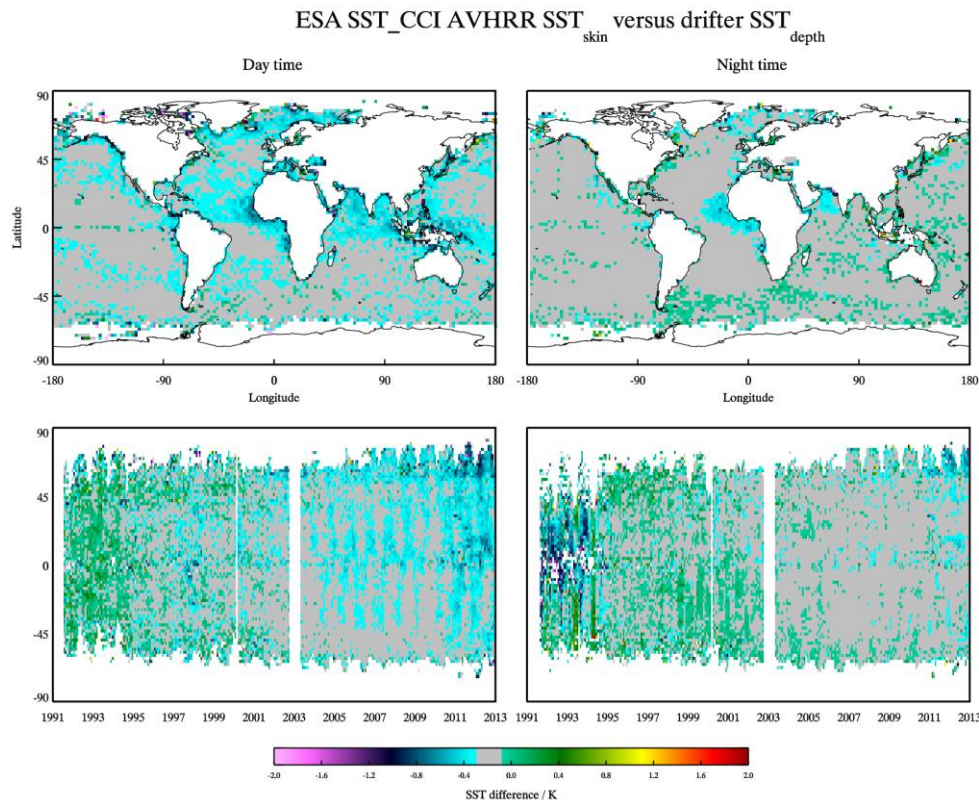 ESA SST_CCI AVHRR SST skin versus drifter SST depth
Day time
Night time
90
45
0
-45
-90
Latitude
-180 -90 0 90 180
-180 -90 0 90 180
Longitude
Longitude
90
45
0
-45
-90
1991 1993 1995 1997 1999 2001 2003 2005 2007 2009 2011 2013
1991 1993 1995 1997 1999 2001 2003 2005 2007 2009 2011 2013
-2.0 -1.6 -1.2 -0.8 -0.4 0.0 0.4 0.8 1.2 1.6 2.0
SST difference / K